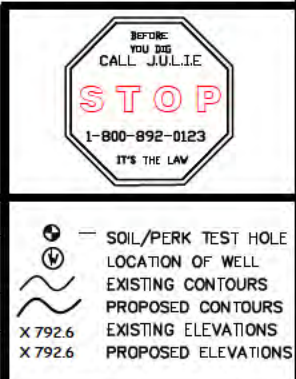 BEFORE
YOU DIG
CALL J.U.L.I.E
STOP
1-800-892-0123
IT'S THE LAW
SOIL/PERK TEST HOLE
W LOCATION OF WELL
EXISTING CONTOURS
PROPOSED CONTOURS
X 792.6 EXISTING ELEVATIONS
X 792.6 PROPOSED ELEVATIONS